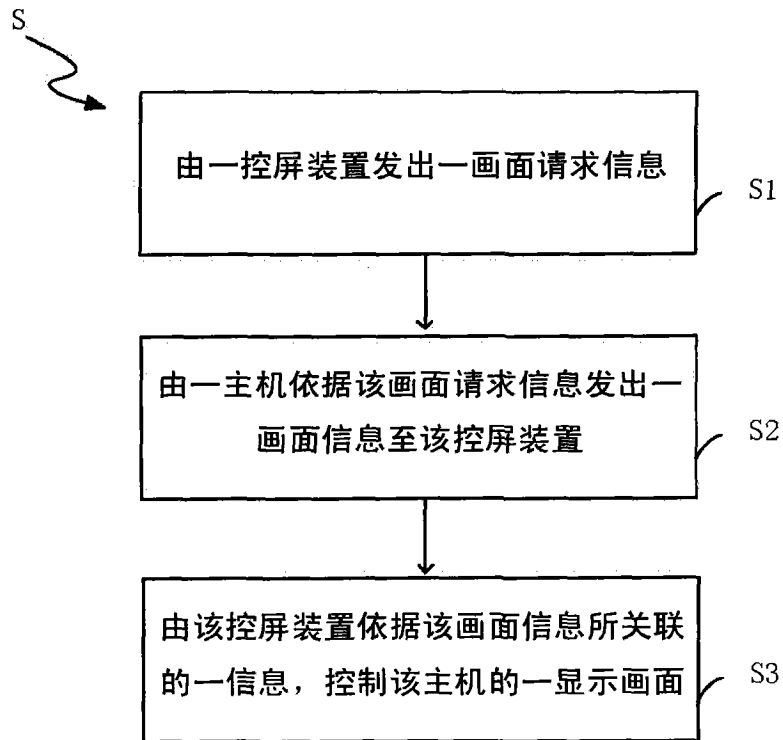 S
由一控屏装置发出一画面请求信息
S1
由一主机依据该画面请求信息发出一
画面信息至该控屏装置
S2
由该控屏装置依据该画面信息所关联
的一信息，控制该主机的一显示画面
S3